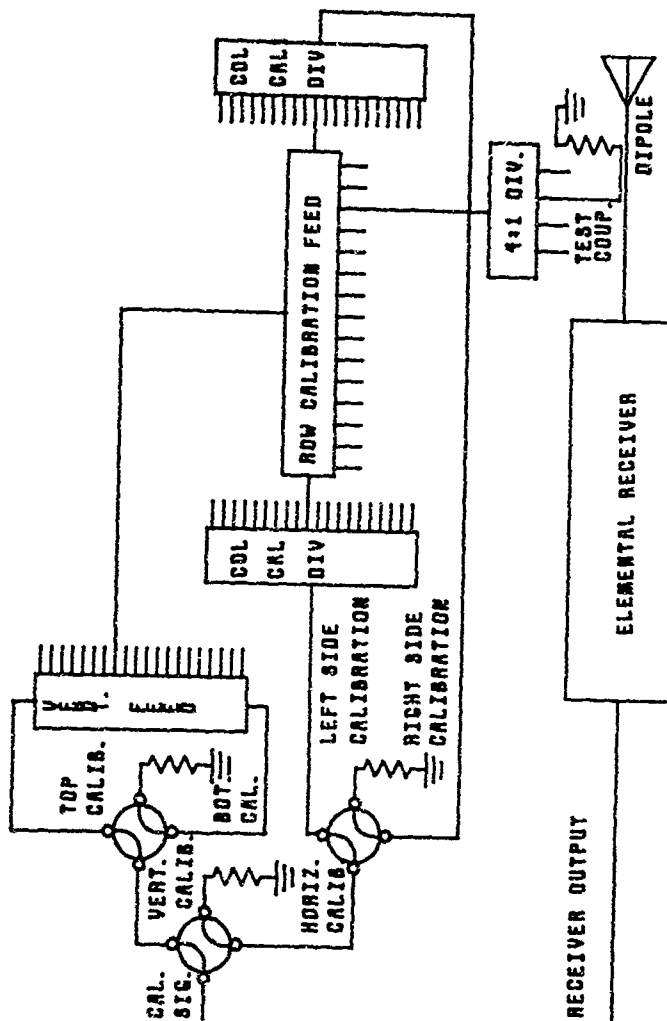 COL
CAL
DIV
ROW CALIBRATION FEED
4:1 DIV.
TEST
COUP.
DIPOLE
COL
CAL
DIV
ELEMENTAL RECEIVER
TOP
CALIB.
BOT.
CAL.
LEFT SIDE
CALIBRATION
RIGHT SIDE
CALIBRATION
VERT.
CALIB.
HORIZ.
CALIB
CAL.
SIG.
RECEIVER OUTPUT